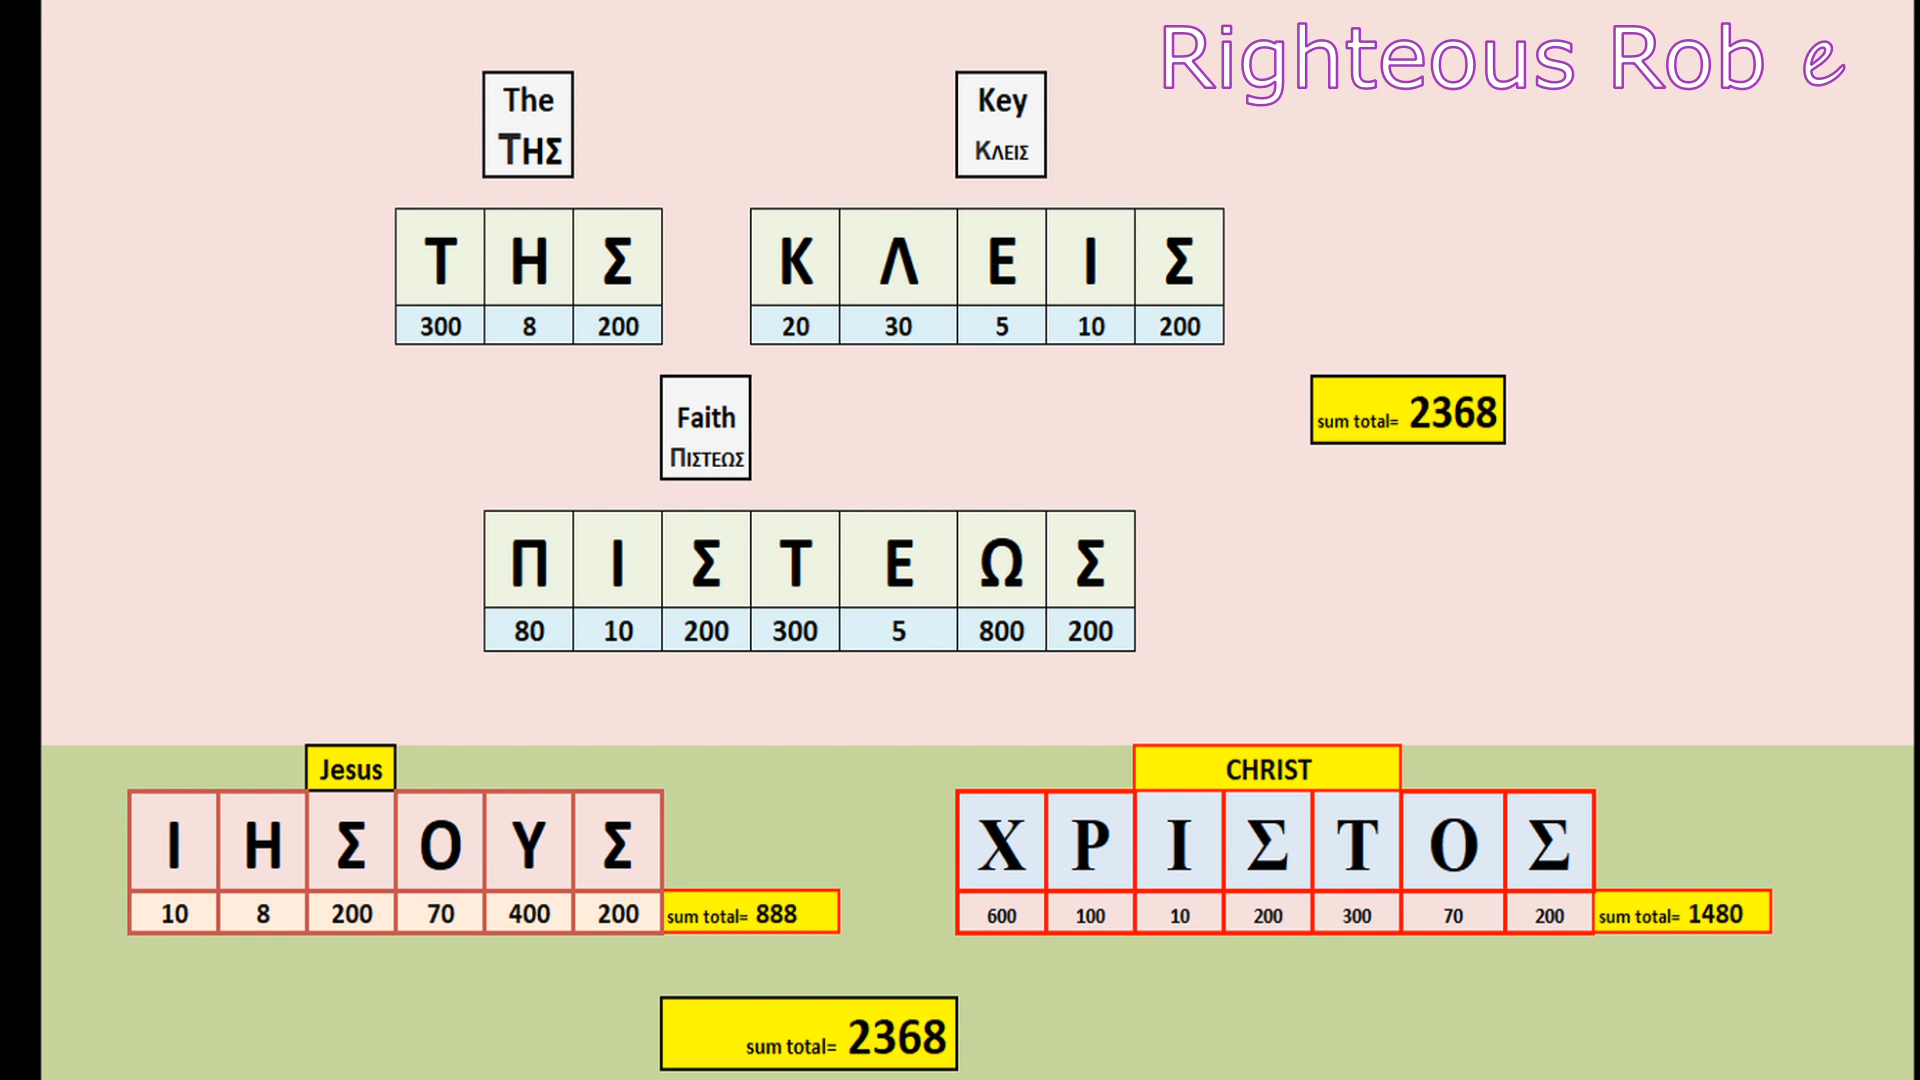 Righteous Rob e
The Key
ΤΗΣ ΚΛΕΙΣ
Τ Η Σ Κ Λ Ε Ι Σ
300 8 200 20 30 5 10 200
Faith
ΠΙΣΤΕΩΣ
sum total= 2368
Π Ι Σ Τ Ε Ω Σ
80 10 200 300 5 800 200
Jesus CHRIST
Ι Η Σ Ο Υ Σ Χ Ρ Ι Σ Τ Ο Σ
10 8 200 70 400 200 sum total= 888 600 100 10 200 300 70 200 sum total= 1480
sum total= 2368